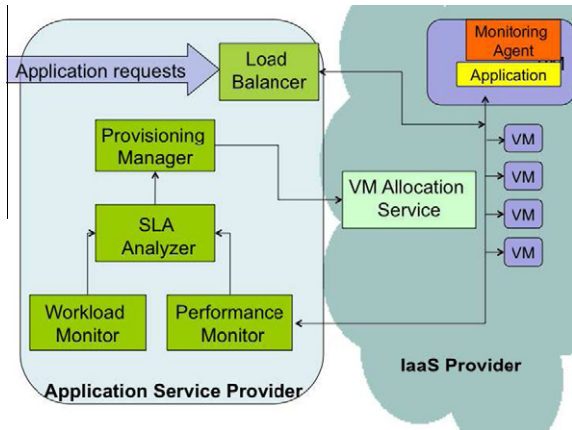 Application requests
Load
Balancer
Provisioning
Manager
SLA
Analyzer
Workload
Monitor
Performance
Monitor
Application Service Provider
Monitoring
Agent
Application
VM Allocation
Service
VM
VM
VM
VM
IaaS Provider